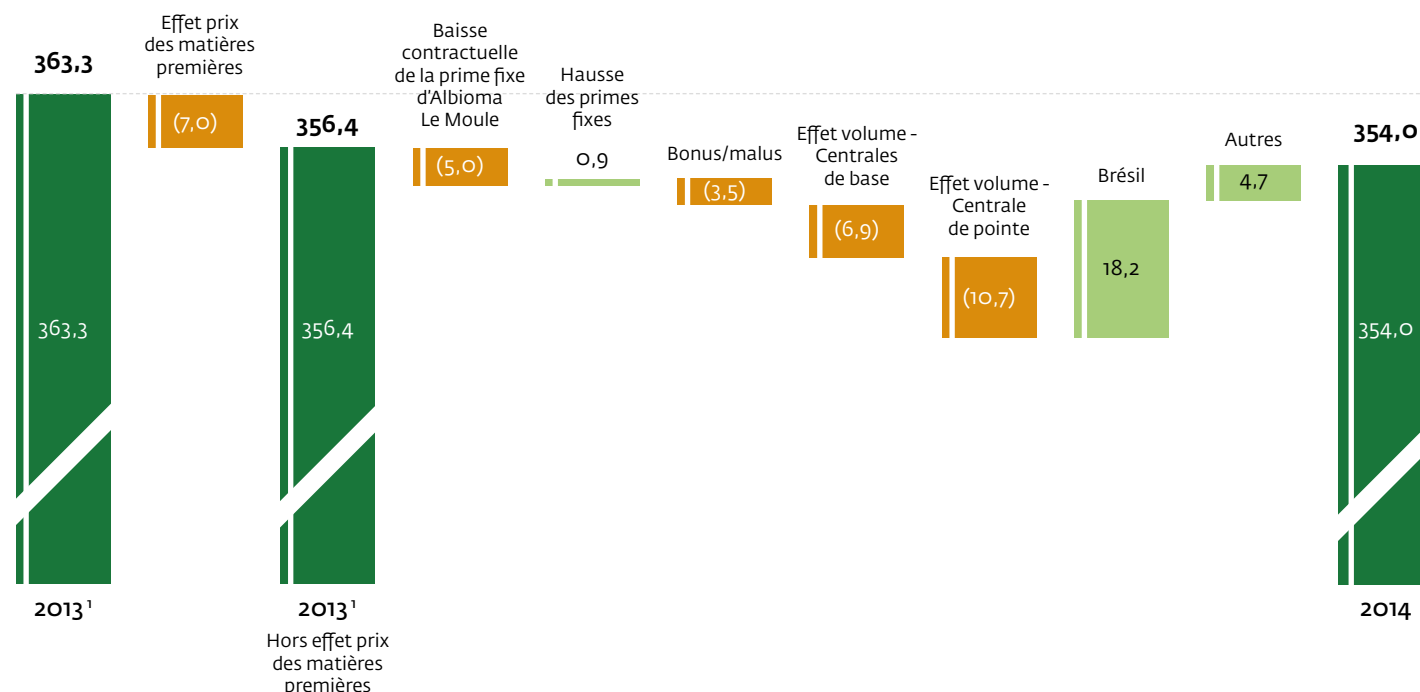 363,3
363,3
2013¹
Effet prix
des matières
premières
(7,0)
356,4
356,4
2013¹
Hors effet prix
des matières
premières
Baisse
contractuelle
de la prime fixe
d'Albioma
Le Moule
(5,0)
Hausse
des primes
fixes
0,9
Bonus/malus
(3,5)
Effet volume -
Centrales
de base
(6,9)
Effet volume -
Centrale
de pointe
(10,7)
Brésil
18,2
Autres
4,7
354,0
354,0
2014